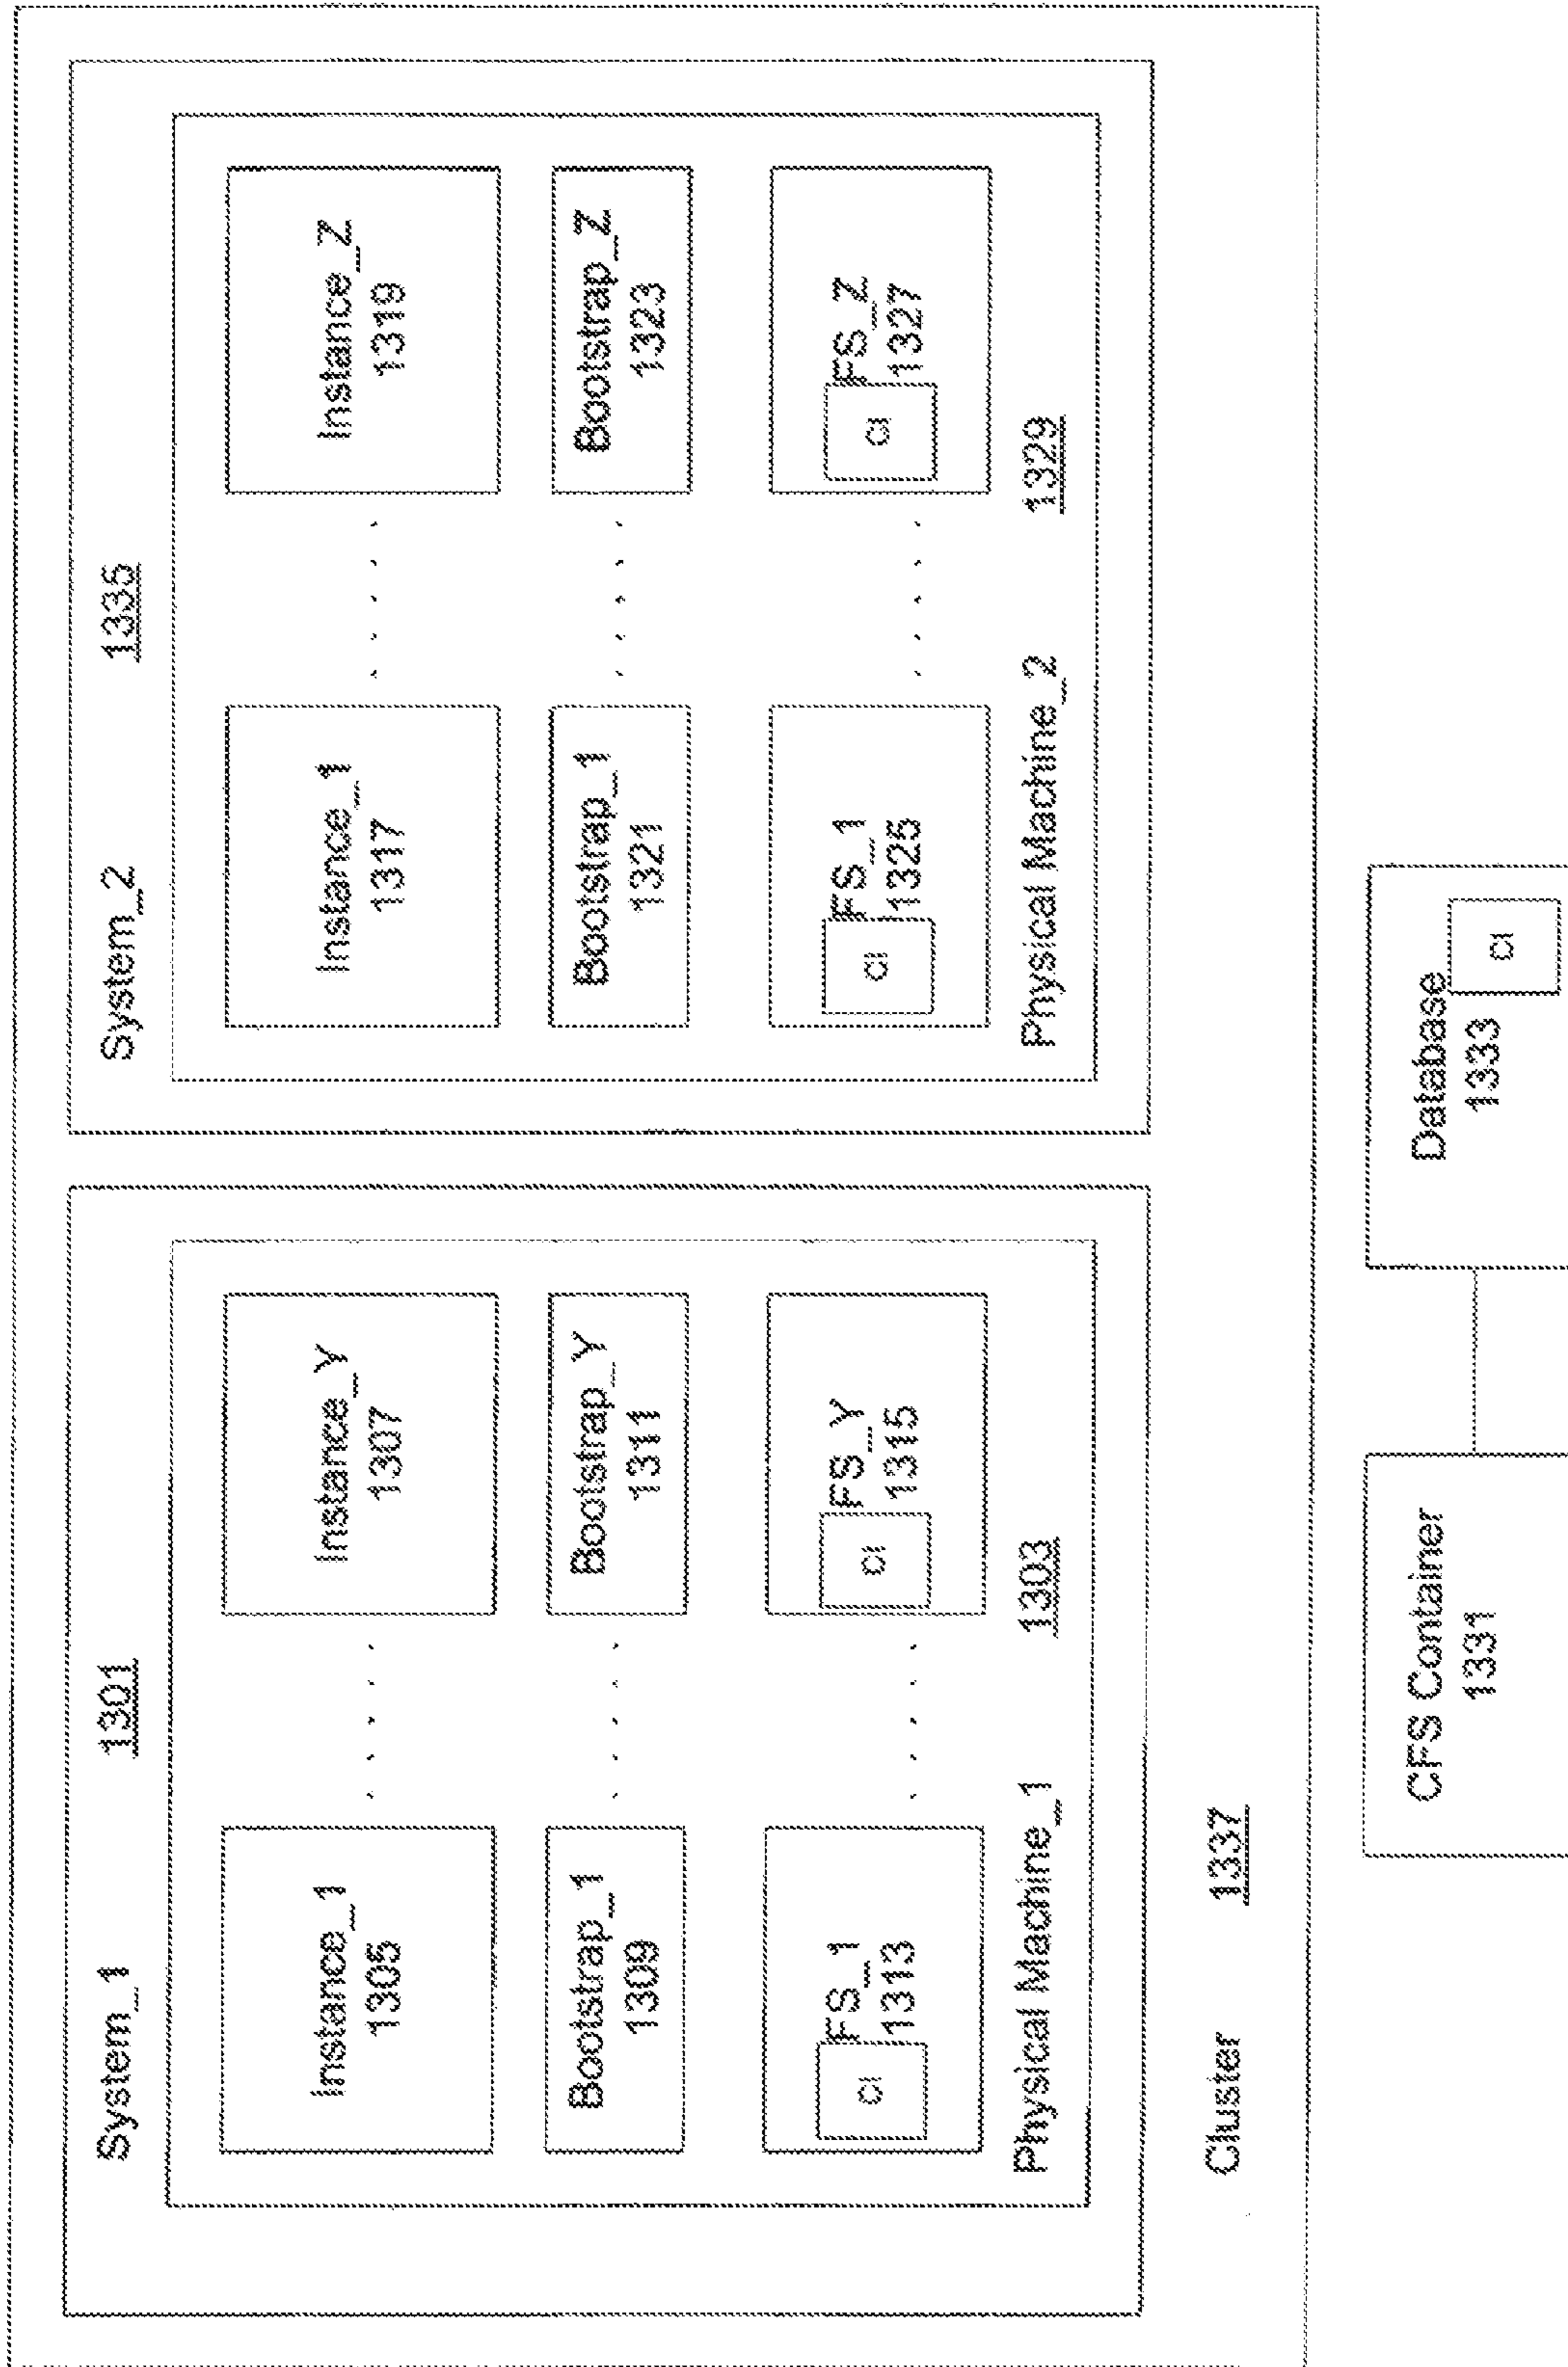 System_1
1301
Instance_1
1305
Instance_Y
1307
Bootstrap_1
1309
Bootstrap_Y
1311
FS_1
1313
CI
FS_Y
1315
CI
Physical Machine_1
1303
System_2
1335
Instance_1
1317
Instance_Z
1319
Bootstrap_1
1321
Bootstrap_Z
1323
FS_1
1325
CI
FS_Z
1327
CI
Physical Machine_2
1329
Cluster
1337
CFS Container
1331
Database
1333
CI